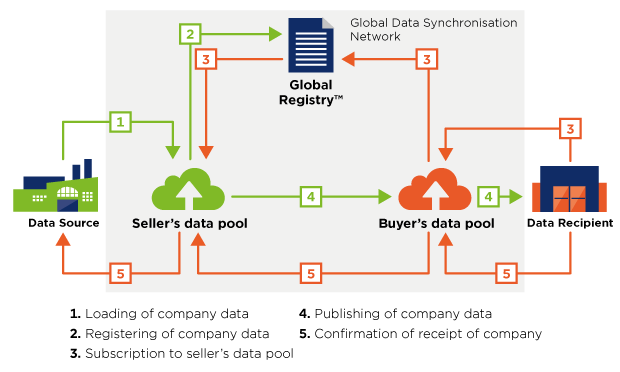 Global Data Synchronisation
Network
2
3
3
Global
Registry™
1
3
4
4
Data Source
Seller's data pool
Buyer's data pool
Data Recipient
5
5
5
1. Loading of company data
2. Registering of company data
3. Subscription to seller's data pool
4. Publishing of company data
5. Confirmation of receipt of company